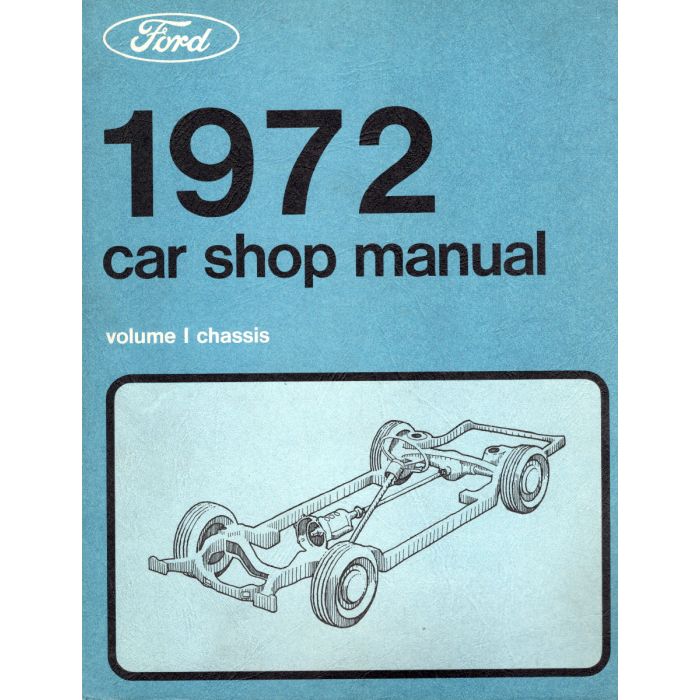 Ford
1972
car shop manual
volume I chassis